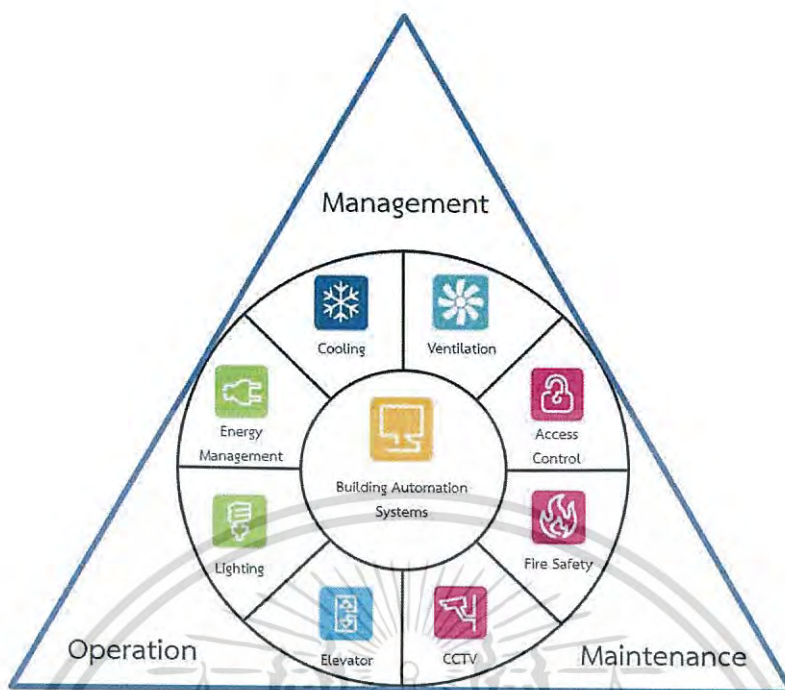 Management
Cooling
Ventilation
Energy
Management
Access
Control
Building Automation
Systems
Lighting
Fire Safety
Elevator
CCTV
Operation
Maintenance